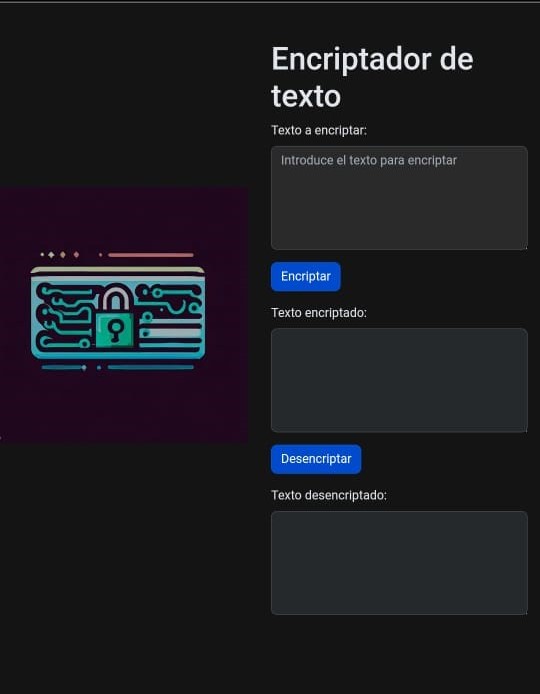 Encriptador de
texto
Texto a encriptar:
Introduce el texto para encriptar
Encriptar
Texto encriptado:
Desencriptar
Texto desencriptado: